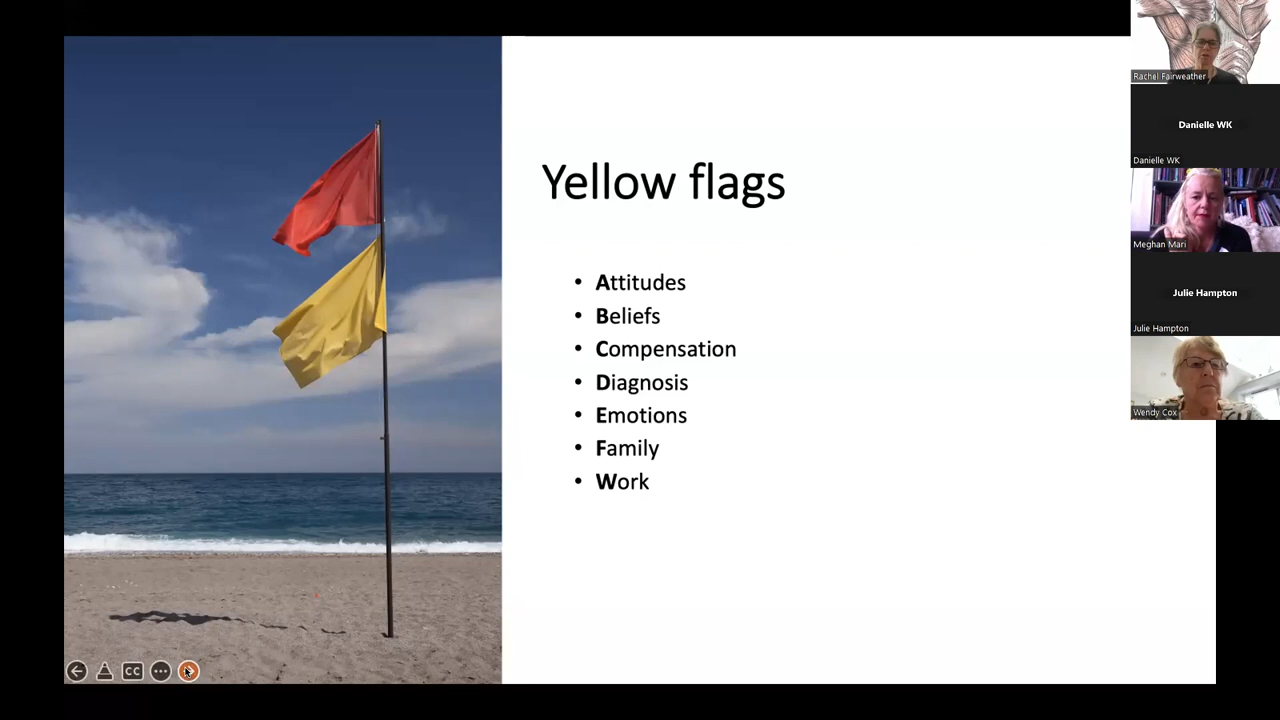 Yellow flags
• Attitudes
• Beliefs
• Compensation
• Diagnosis
• Emotions
• Family
• Work
CC
Rachel Fairweather
Danielle WK
Danielle WK
Meghan Mari
Julie Hampton
Julie Hampton
Wendy Cox